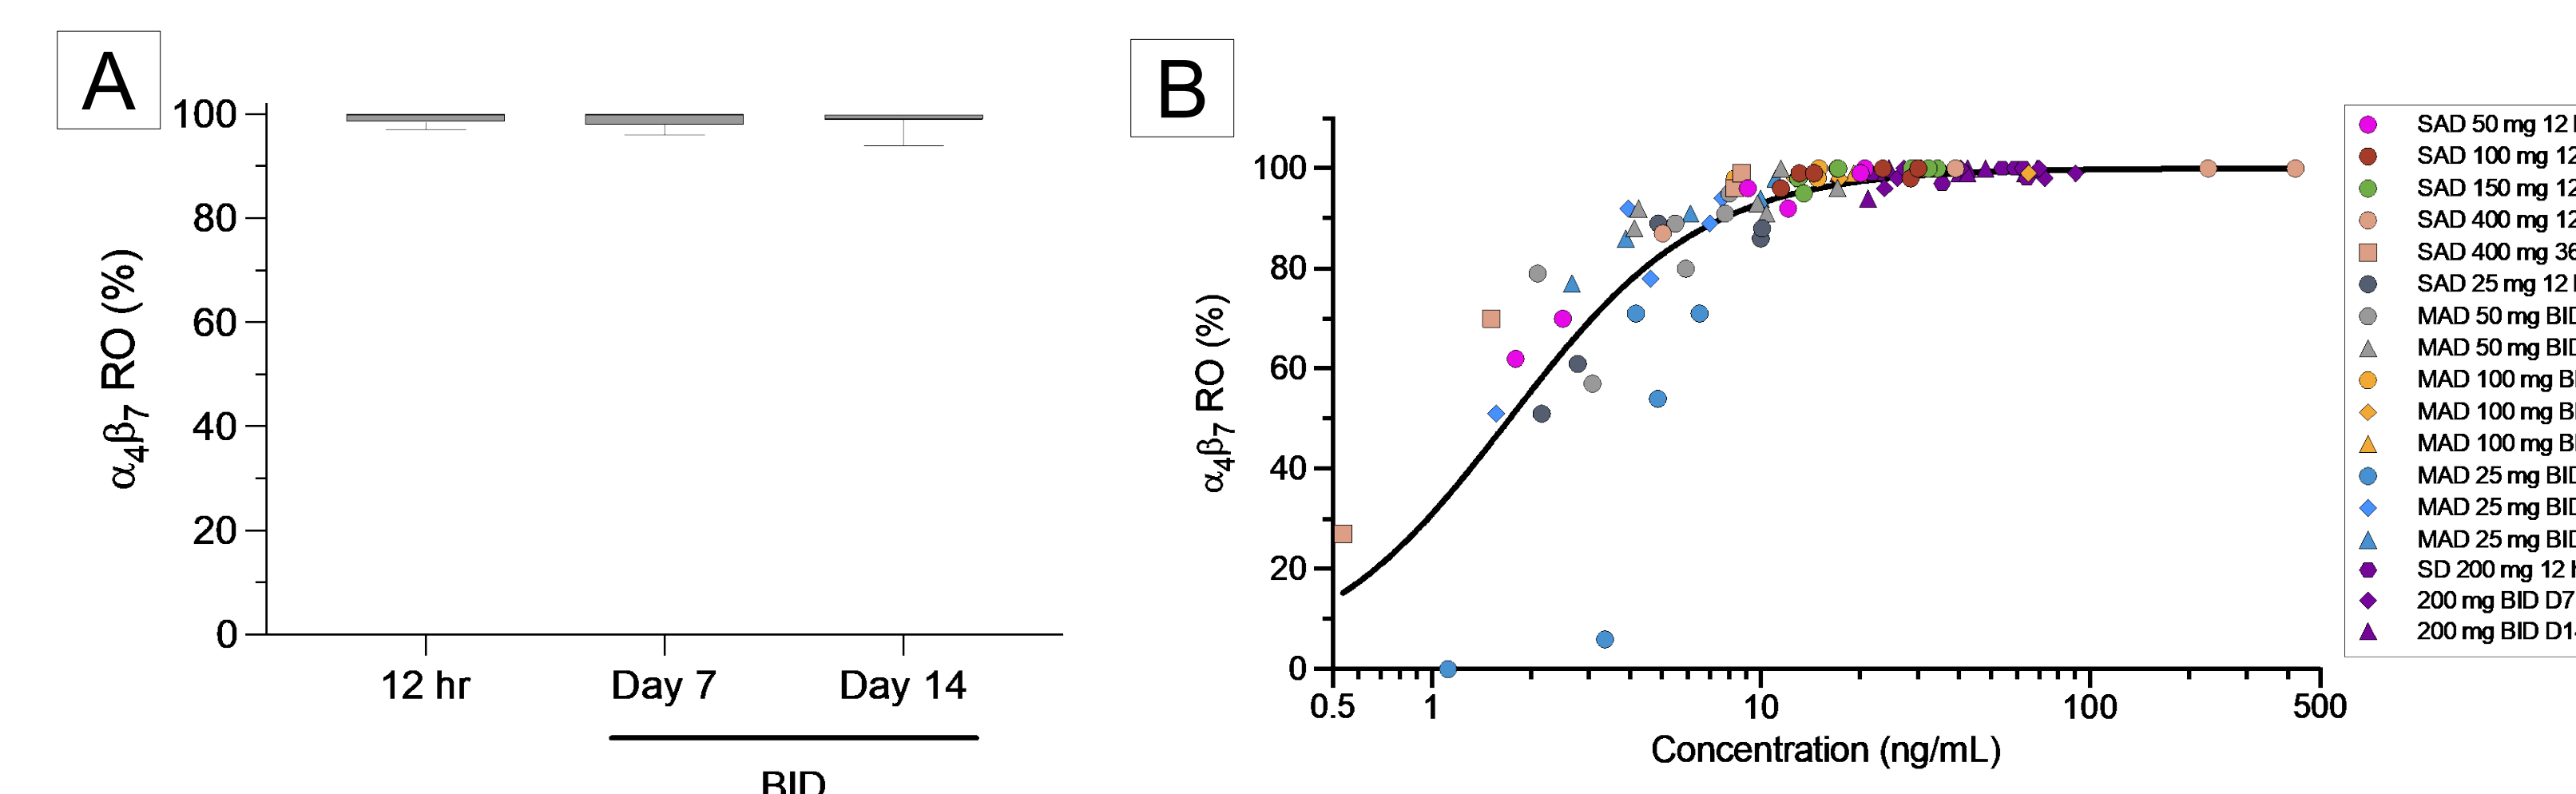 A
α4β7 RO (%)
100
80
60
40
20
0
12 hr
Day 7
Day 14
BID
B
α4β7 RO (%)
100
80
60
40
20
0
0.5
1
10
100
500
Concentration (ng/mL)
SAD 50 mg 12
SAD 100 mg 12
SAD 150 mg 12
SAD 400 mg 12
SAD 400 mg 36
SAD 25 mg 12
MAD 50 mg BID
MAD 50 mg BID
MAD 100 mg
MAD 100 mg
MAD 100 mg
MAD 25 mg BID
MAD 25 mg BID
MAD 25 mg BID
SD 200 mg 12
200 mg BID D7
200 mg BID